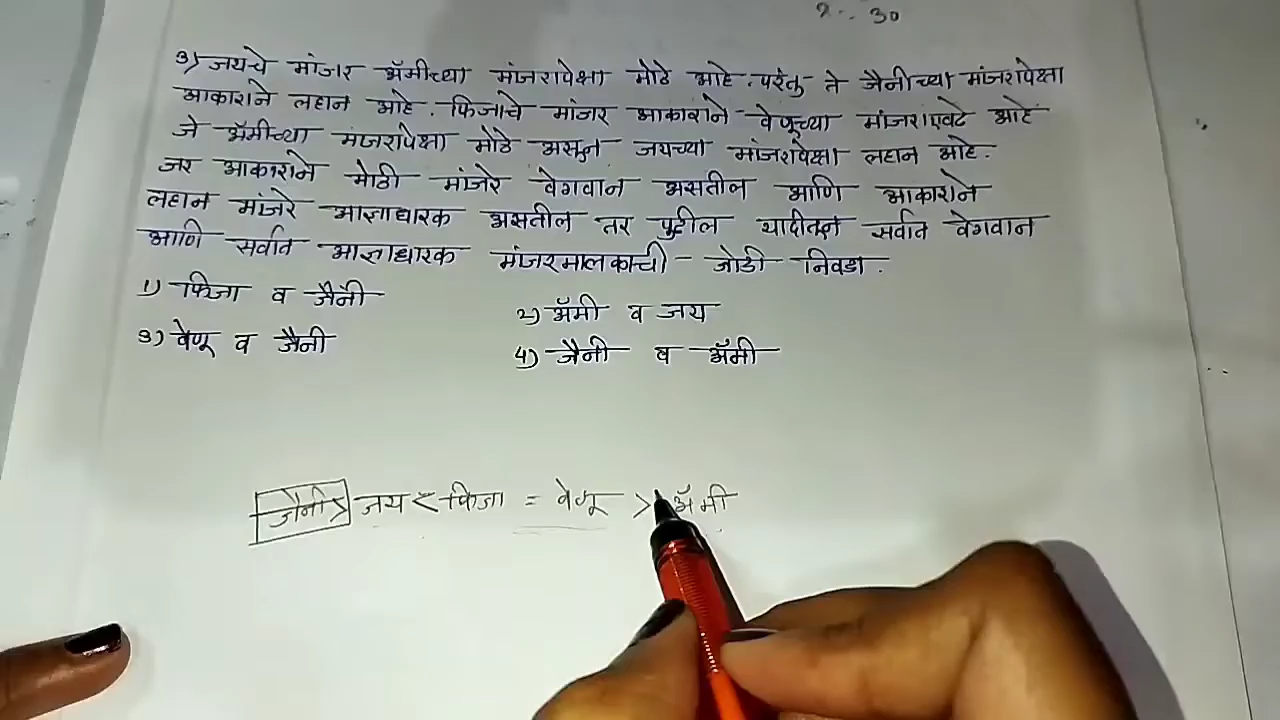 2.. 30
3) जयचे मांजर ॲमीच्या मांजरापेक्षा मोठे आहे. परंतु ते जैनीच्या मांजरापेक्षा
आकाराने लहान आहे. फिजाचे मांजर आकाराने वेणूच्या मांजराएवढे आहे
जे ॲमीच्या मांजरापेक्षा मोठे असून जयच्या मांजरापेक्षा लहान आहे.
जर आकाराने मोठी मांजरे वेगवान असतील आणि आकाराने
लहान मांजरे आज्ञाधारक असतील तर पुढील यादीतून सर्वात वेगवान
आणि सर्वात आज्ञाधारक मांजरमालकाची जोडी निवडा.
1) फिजा व जैनी
2) ॲमी व जय
3) वेणू व जैनी
4) जैनी व ॲमी
जैनी > जय < फिजा = वेणू > ॲमी